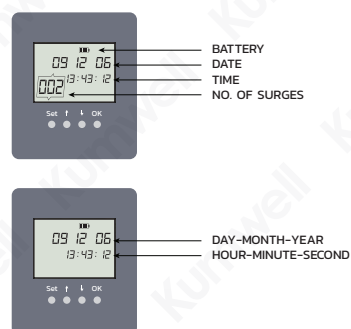 BATTERY
09 12 06 DATE
13:43:12 TIME
002 NO. OF SURGES
Set ↑ ↓ OK
09 12 06 DAY-MONTH-YEAR
13:43:12 HOUR-MINUTE-SECOND
Set ↑ ↓ OK
Kumwell